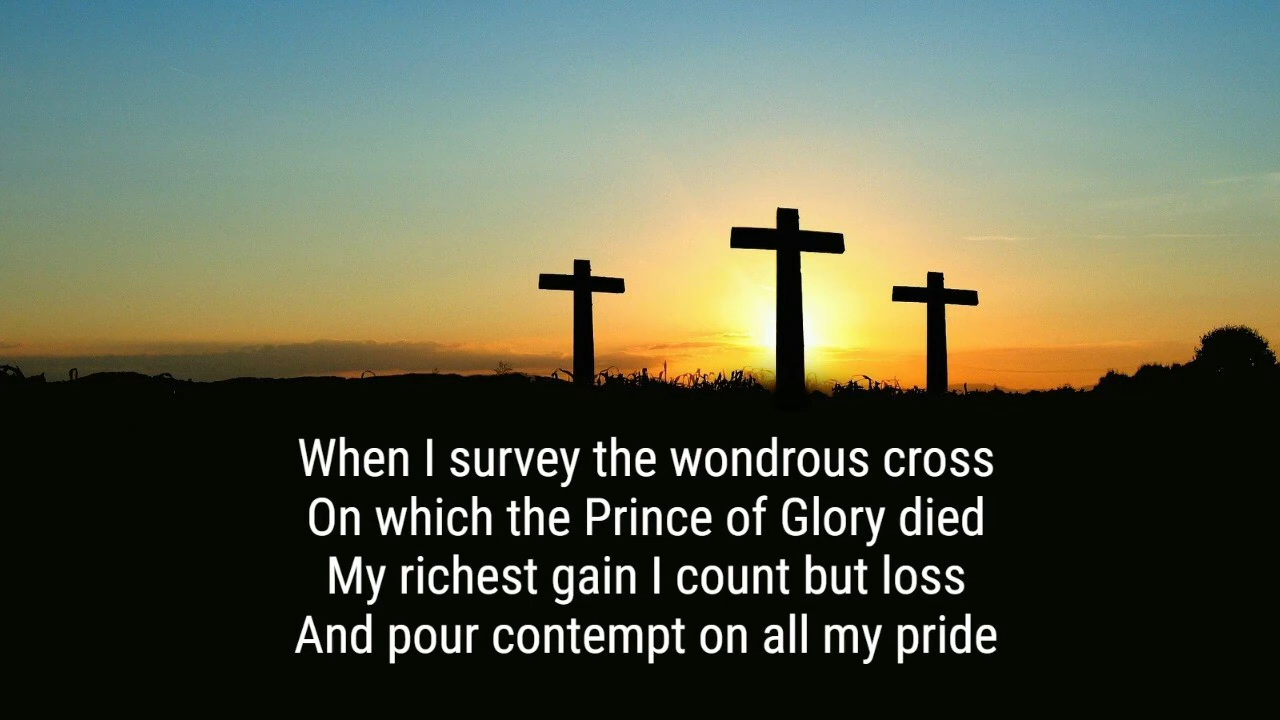 When I survey the wondrous cross
On which the Prince of Glory died
My richest gain I count but loss
And pour contempt on all my pride